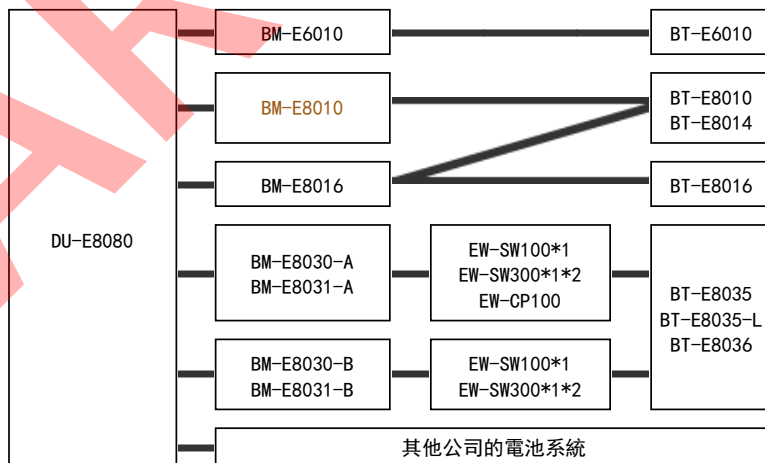 BM-E6010
BT-E6010
BM-E8010
BT-E8010
BT-E8014
BM-E8016
BT-E8016
DU-E8080
BM-E8030-A
BM-E8031-A
EW-SW100*1
EW-SW300*1*2
EW-CP100
BT-E8035
BT-E8035-L
BT-E8036
BM-E8030-B
BM-E8031-B
EW-SW100*1
EW-SW300*1*2
其他公司的電池系統